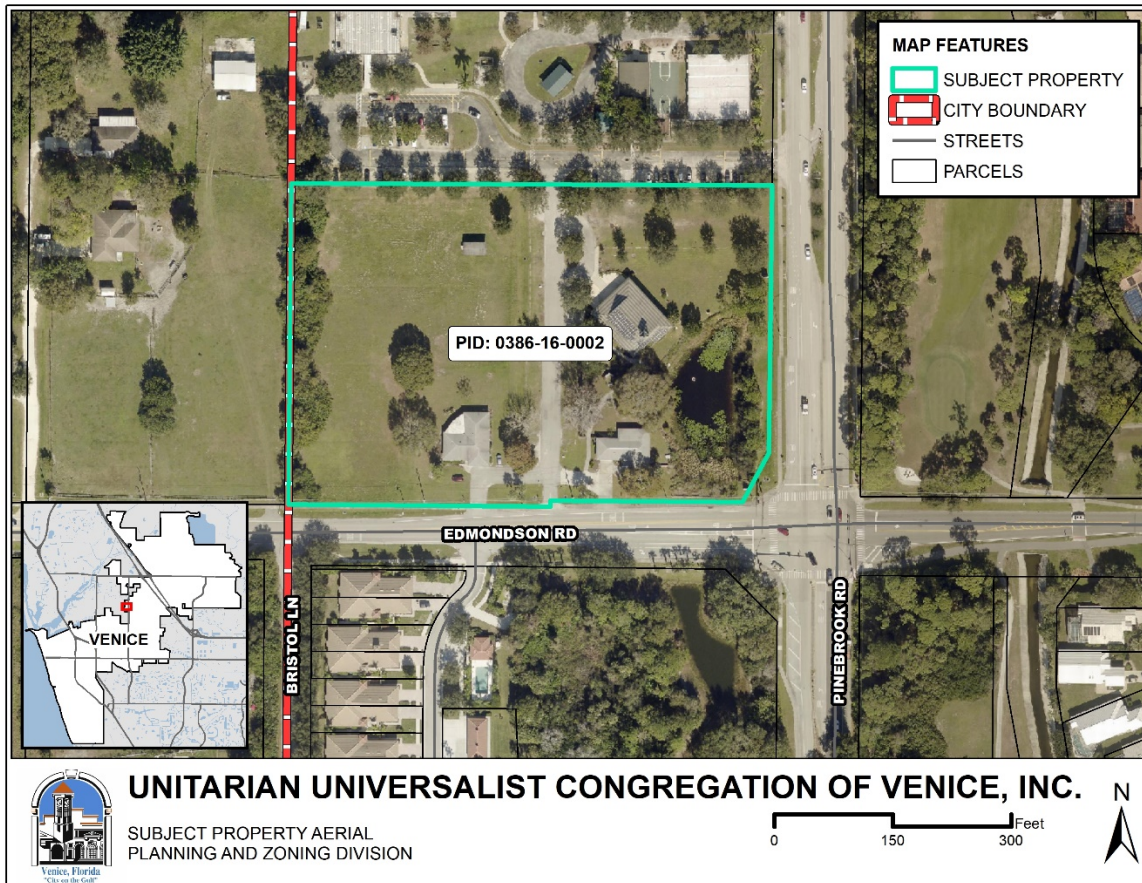 MAP FEATURES
SUBJECT PROPERTY
CITY BOUNDARY
STREETS
PARCELS
PID: 0386-16-0002
EDMONDSON RD
BRISTOL LN
PINEBROOK RD
VENICE
UNITARIAN UNIVERSALIST CONGREGATION OF VENICE, INC.
SUBJECT PROPERTY AERIAL
PLANNING AND ZONING DIVISION
Venice, Florida
"City on the Gulf"
Feet
0 150 300
N